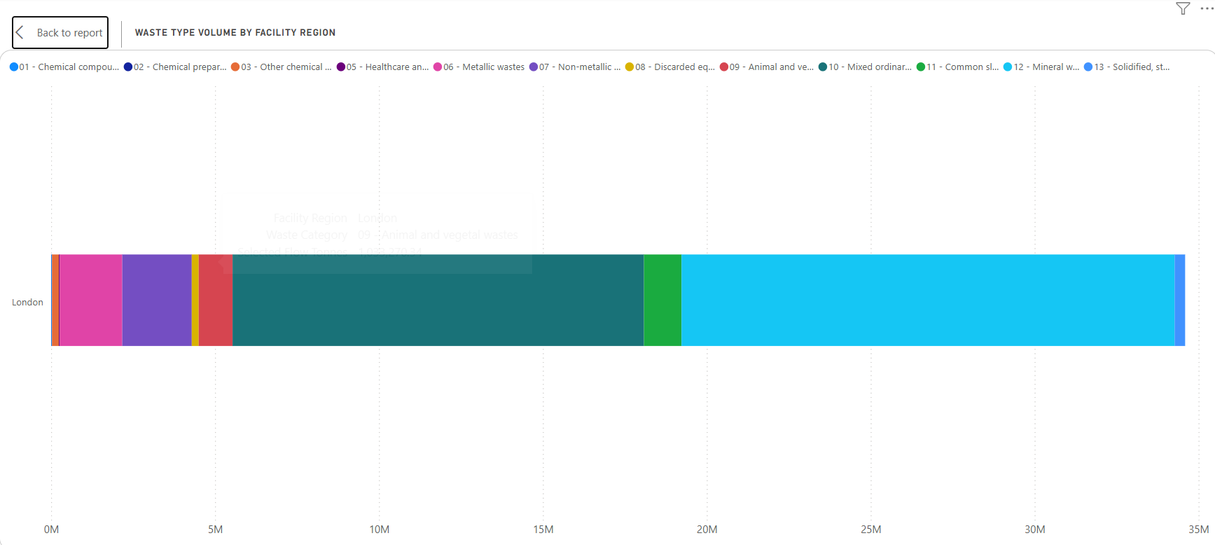 Back to report
WASTE TYPE VOLUME BY FACILITY REGION
01 - Chemical compou... 02 - Chemical prepar... 03 - Other chemical ... 05 - Healthcare an... 06 - Metallic wastes 07 - Non-metallic ... 08 - Discarded eq... 09 - Animal and ve... 10 - Mixed ordinar... 11 - Common sl... 12 - Mineral w... 13 - Solidified, st...
Facility Region London
Waste Category 09 - Animal and vegetal wastes
London
0M 5M 10M 15M 20M 25M 30M 35M